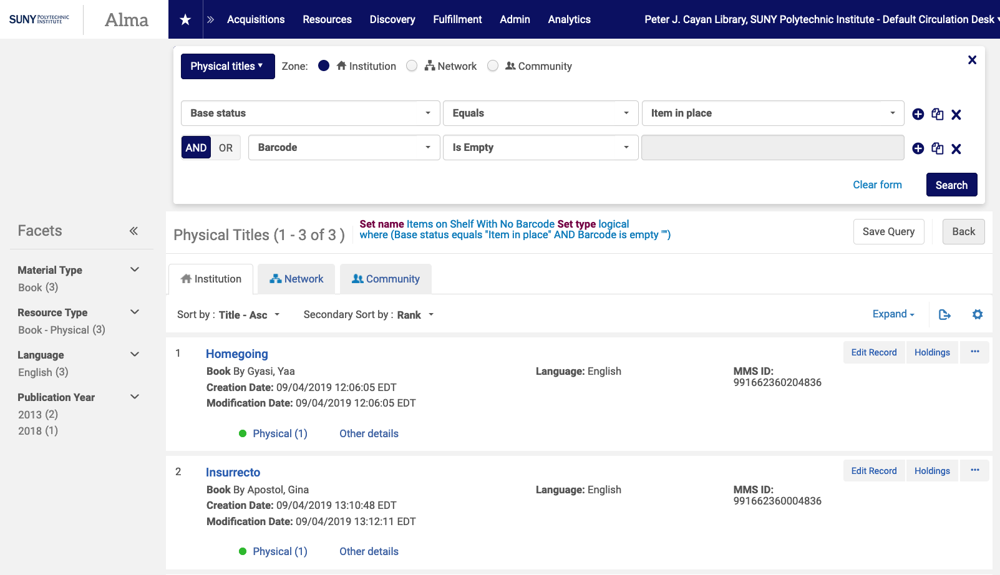 SUNY POLYTECHNIC INSTITUTE
Alma
Acquisitions Resources Discovery Fulfillment Admin Analytics
Peter J. Cayan Library, SUNY Polytechnic Institute - Default Circulation Desk
Physical titles Zone: Institution Network Community
Base status Equals Item in place
AND OR Barcode Is Empty
Clear form Search
Facets
Material Type
Book (3)
Resource Type
Book - Physical (3)
Language
English (3)
Publication Year
2013 (2)
2018 (1)
Physical Titles (1 - 3 of 3 )
Set name Items on Shelf With No Barcode Set type logical
where (Base status equals "Item in place" AND Barcode is empty "")
Save Query Back
Institution Network Community
Sort by : Title - Asc Secondary Sort by : Rank Expand
1 Homegoing Edit Record Holdings ...
Book By Gyasi, Yaa Language: English MMS ID:
991662360204836
Creation Date: 09/04/2019 12:06:05 EDT
Modification Date: 09/04/2019 12:06:05 EDT
Physical (1) Other details
2 Insurrecto Edit Record Holdings ...
Book By Apostol, Gina Language: English MMS ID:
991662360004836
Creation Date: 09/04/2019 13:10:48 EDT
Modification Date: 09/04/2019 13:12:11 EDT
Physical (1) Other details